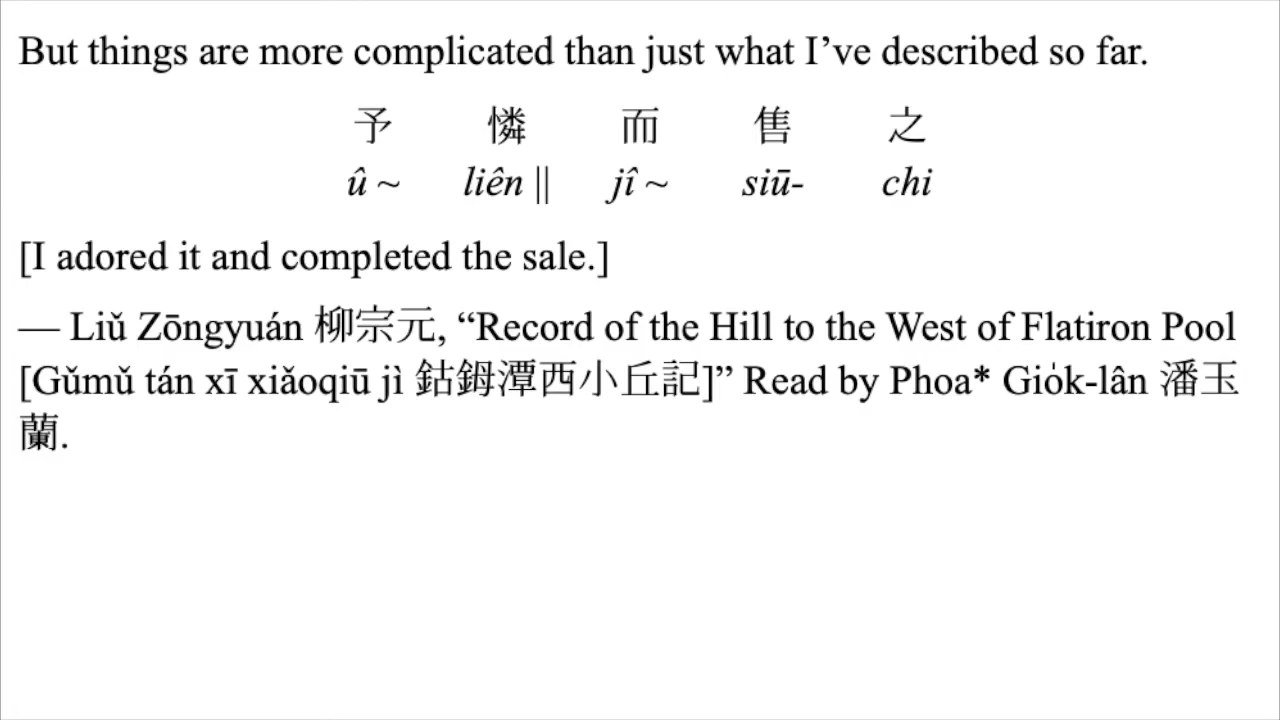 But things are more complicated than just what I’ve described so far.
予 憐 而 售 之
û ~ liên || jî ~ siū- chi
[I adored it and completed the sale.]
— Liǔ Zōngyuán 柳宗元, “Record of the Hill to the West of Flatiron Pool
[Gǔmǔ tán xī xiǎoqiū jì 鈷鉧潭西小丘記]” Read by Phoa* Gio̍k-lân 潘玉
蘭.